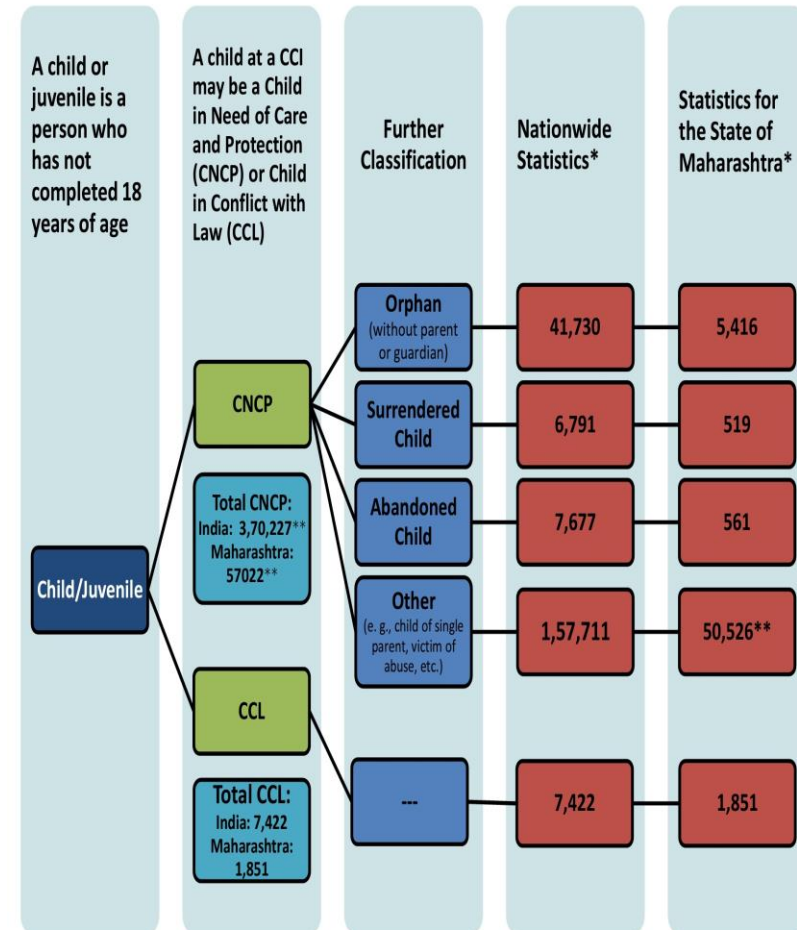 A child or
juvenile is a
person who
has not
completed 18
years of age
A child at a CCI
may be a Child
in Need of Care
and Protection
(CNCP) or Child
in Conflict with
Law (CCL)
Further
Classification
Nationwide
Statistics*
Statistics for
the State of
Maharashtra*
Child/Juvenile
CNCP
Total CNCP:
India: 3,70,227**
Maharashtra:
57022**
CCL
Total CCL:
India: 7,422
Maharashtra:
1,851
Orphan
(without parent
or guardian)
41,730
5,416
Surrendered
Child
6,791
519
Abandoned
Child
7,677
561
Other
(e. g., child of single
parent, victim of
abuse, etc.)
1,57,711
50,526**
---
7,422
1,851